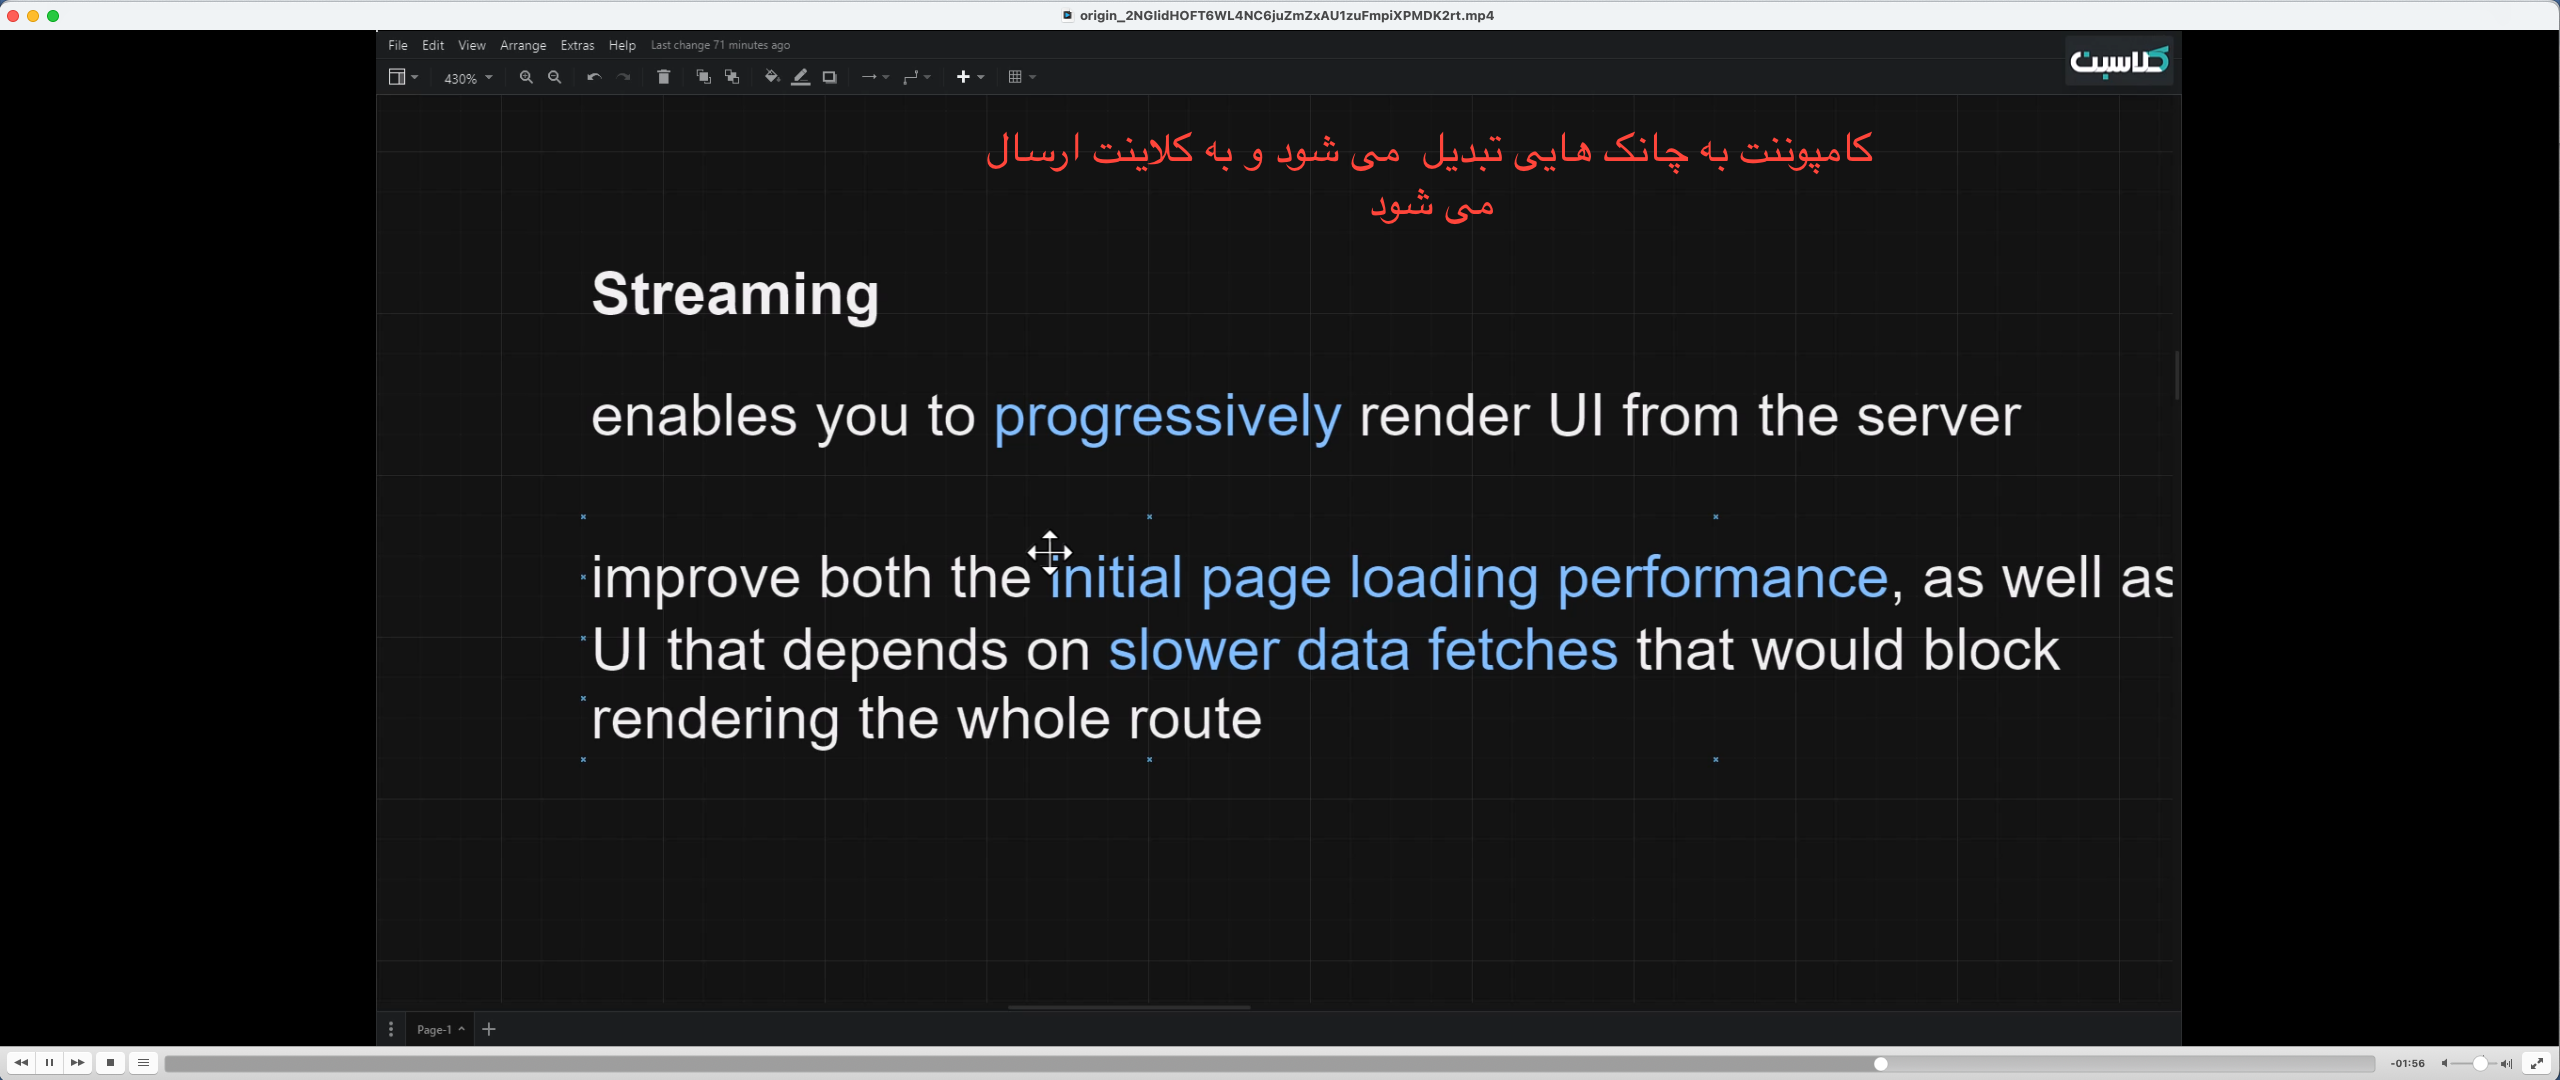 origin_2NGlidHOFT6WL4NC6juZmZxAU1zuFmpiXPMDK2rt.mp4
File Edit View Arrange Extras Help Last change 71 minutes ago
کلاسبت
430%
کامپوننت به چانک هایی تبدیل می شود و به کلاینت ارسال
می شود
Streaming
enables you to progressively render UI from the server
improve both the initial page loading performance, as well as
UI that depends on slower data fetches that would block
rendering the whole route
Page-1
-01:56